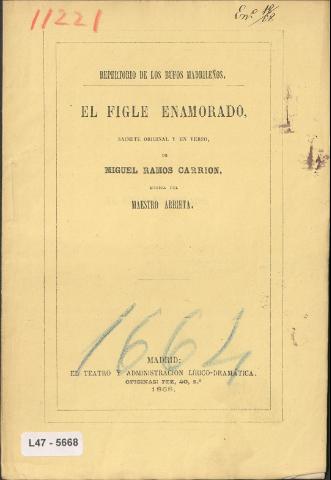 11221
REPERTORIO DE LOS BUFOS MADRILEÑOS.
EL FIGLE ENAMORADO,
SAINETE ORIGINAL Y EN VERSO,
DE
MIGUEL RAMOS CARRION,
MÚSICA DEL
MAESTRO ARRIETA.
1664
MADRID:
EL TEATRO Y ADMINISTRACION LÍRICO-DRAMÁTICA.
OFICINAS: PEZ, 40, 2.º
L47 - 5668